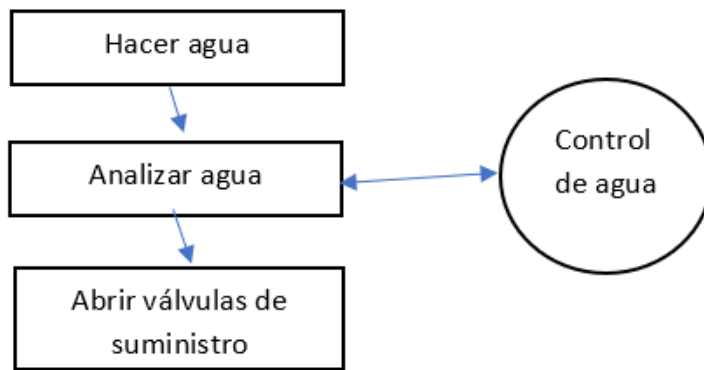 Hacer agua
Analizar agua
Control
de agua
Abrir válvulas de
suministro